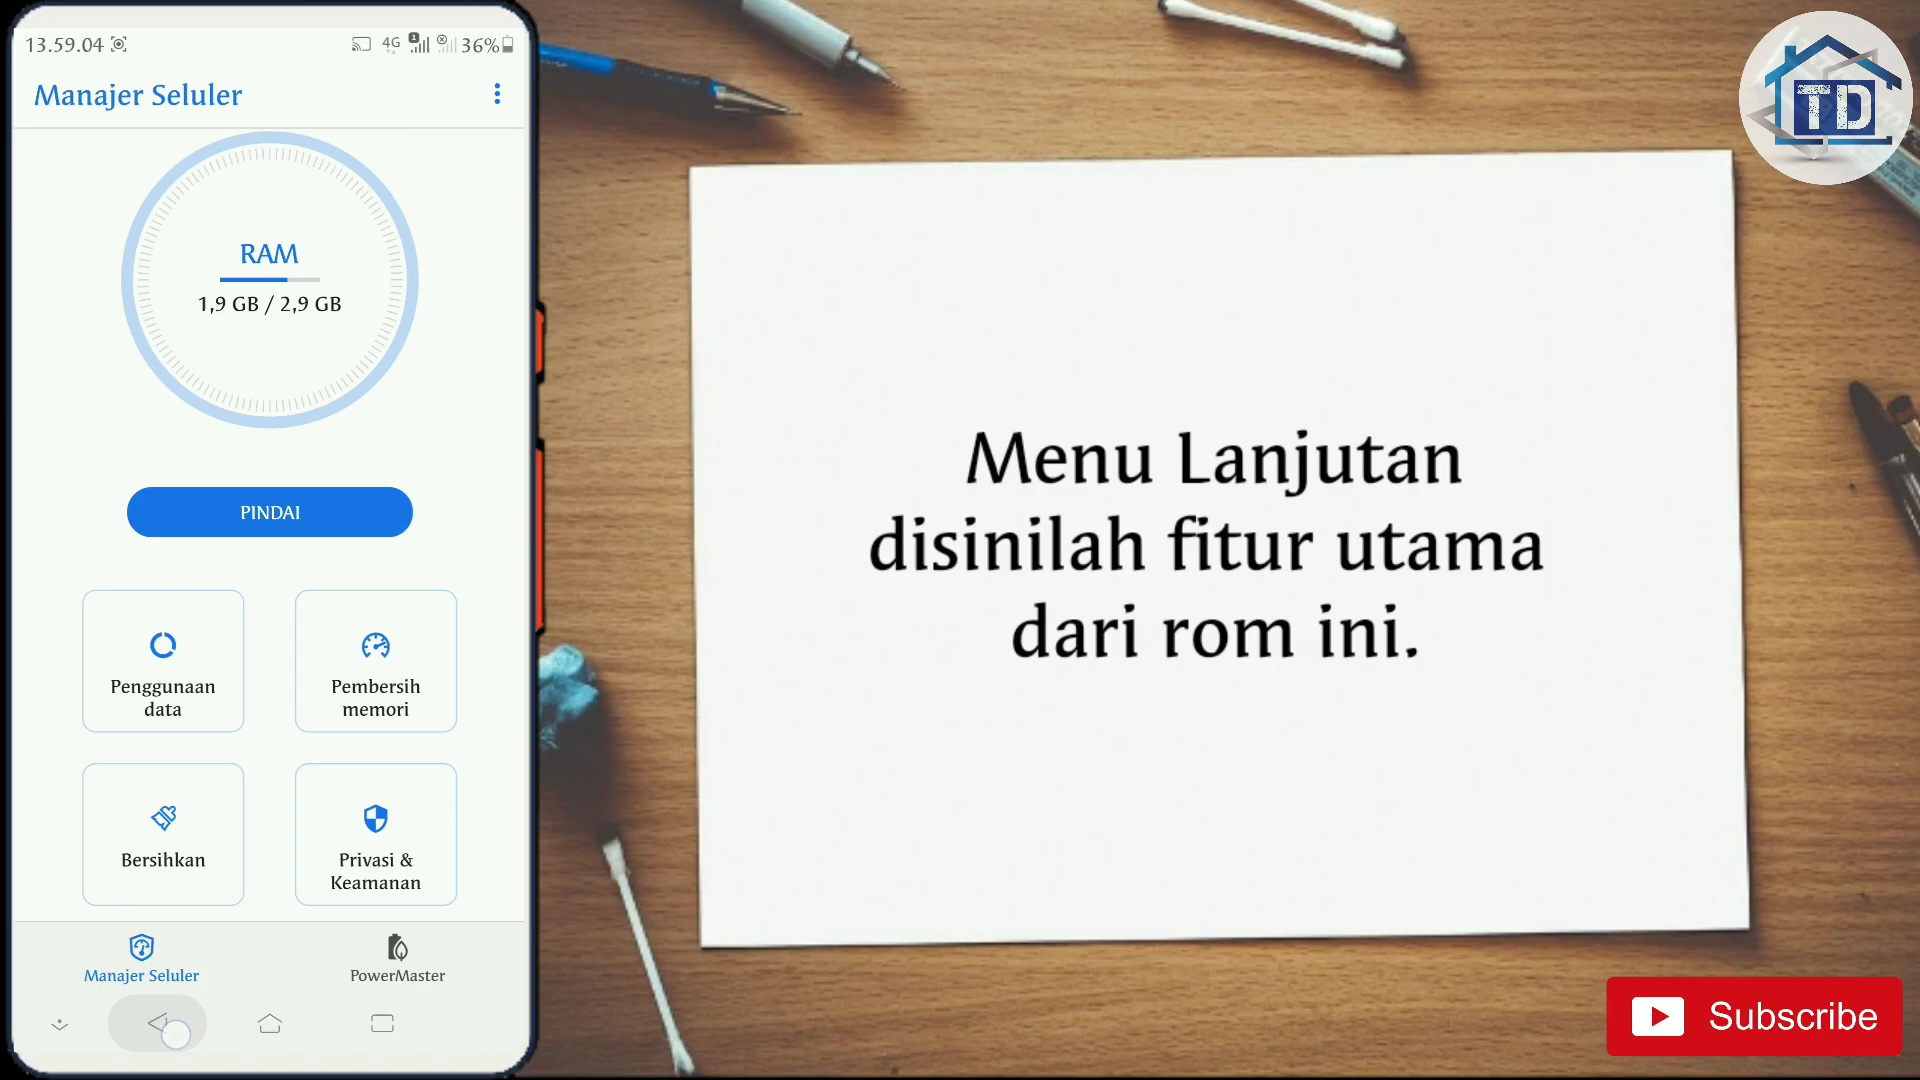 13.59.04
4G
1
36%
Manajer Seluler
RAM
1,9 GB / 2,9 GB
PINDAI
Penggunaan
data
Pembersih
memori
Bersihkan
Privasi &
Keamanan
Manajer Seluler
PowerMaster
Menu Lanjutan
disinilah fitur utama
dari rom ini.
TD
Subscribe